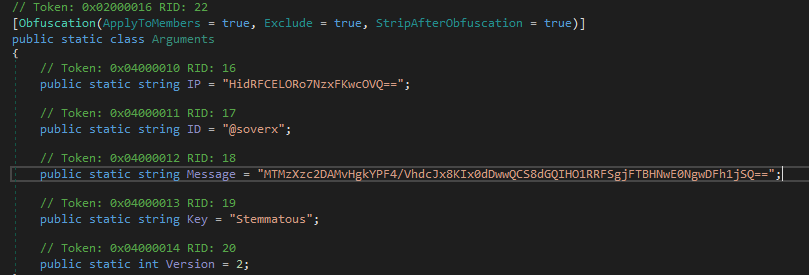 // Token: 0x02000016 RID: 22
[Obfuscation(ApplyToMembers = true, Exclude = true, StripAfterObfuscation = true)]
public static class Arguments
{
// Token: 0x04000010 RID: 16
public static string IP = "HidRFCELORo7NzxFKwcOVQ==";
// Token: 0x04000011 RID: 17
public static string ID = "@soverx";
// Token: 0x04000012 RID: 18
public static string Message = "MTMzXzc2DAMvHgkYPF4/VhdcJx8KIx0dDwwQCS8dGQIHO1RRFSgjFTBHNwE0NgwDFh1jSQ==";
// Token: 0x04000013 RID: 19
public static string Key = "Stemmatous";
// Token: 0x04000014 RID: 20
public static int Version = 2;